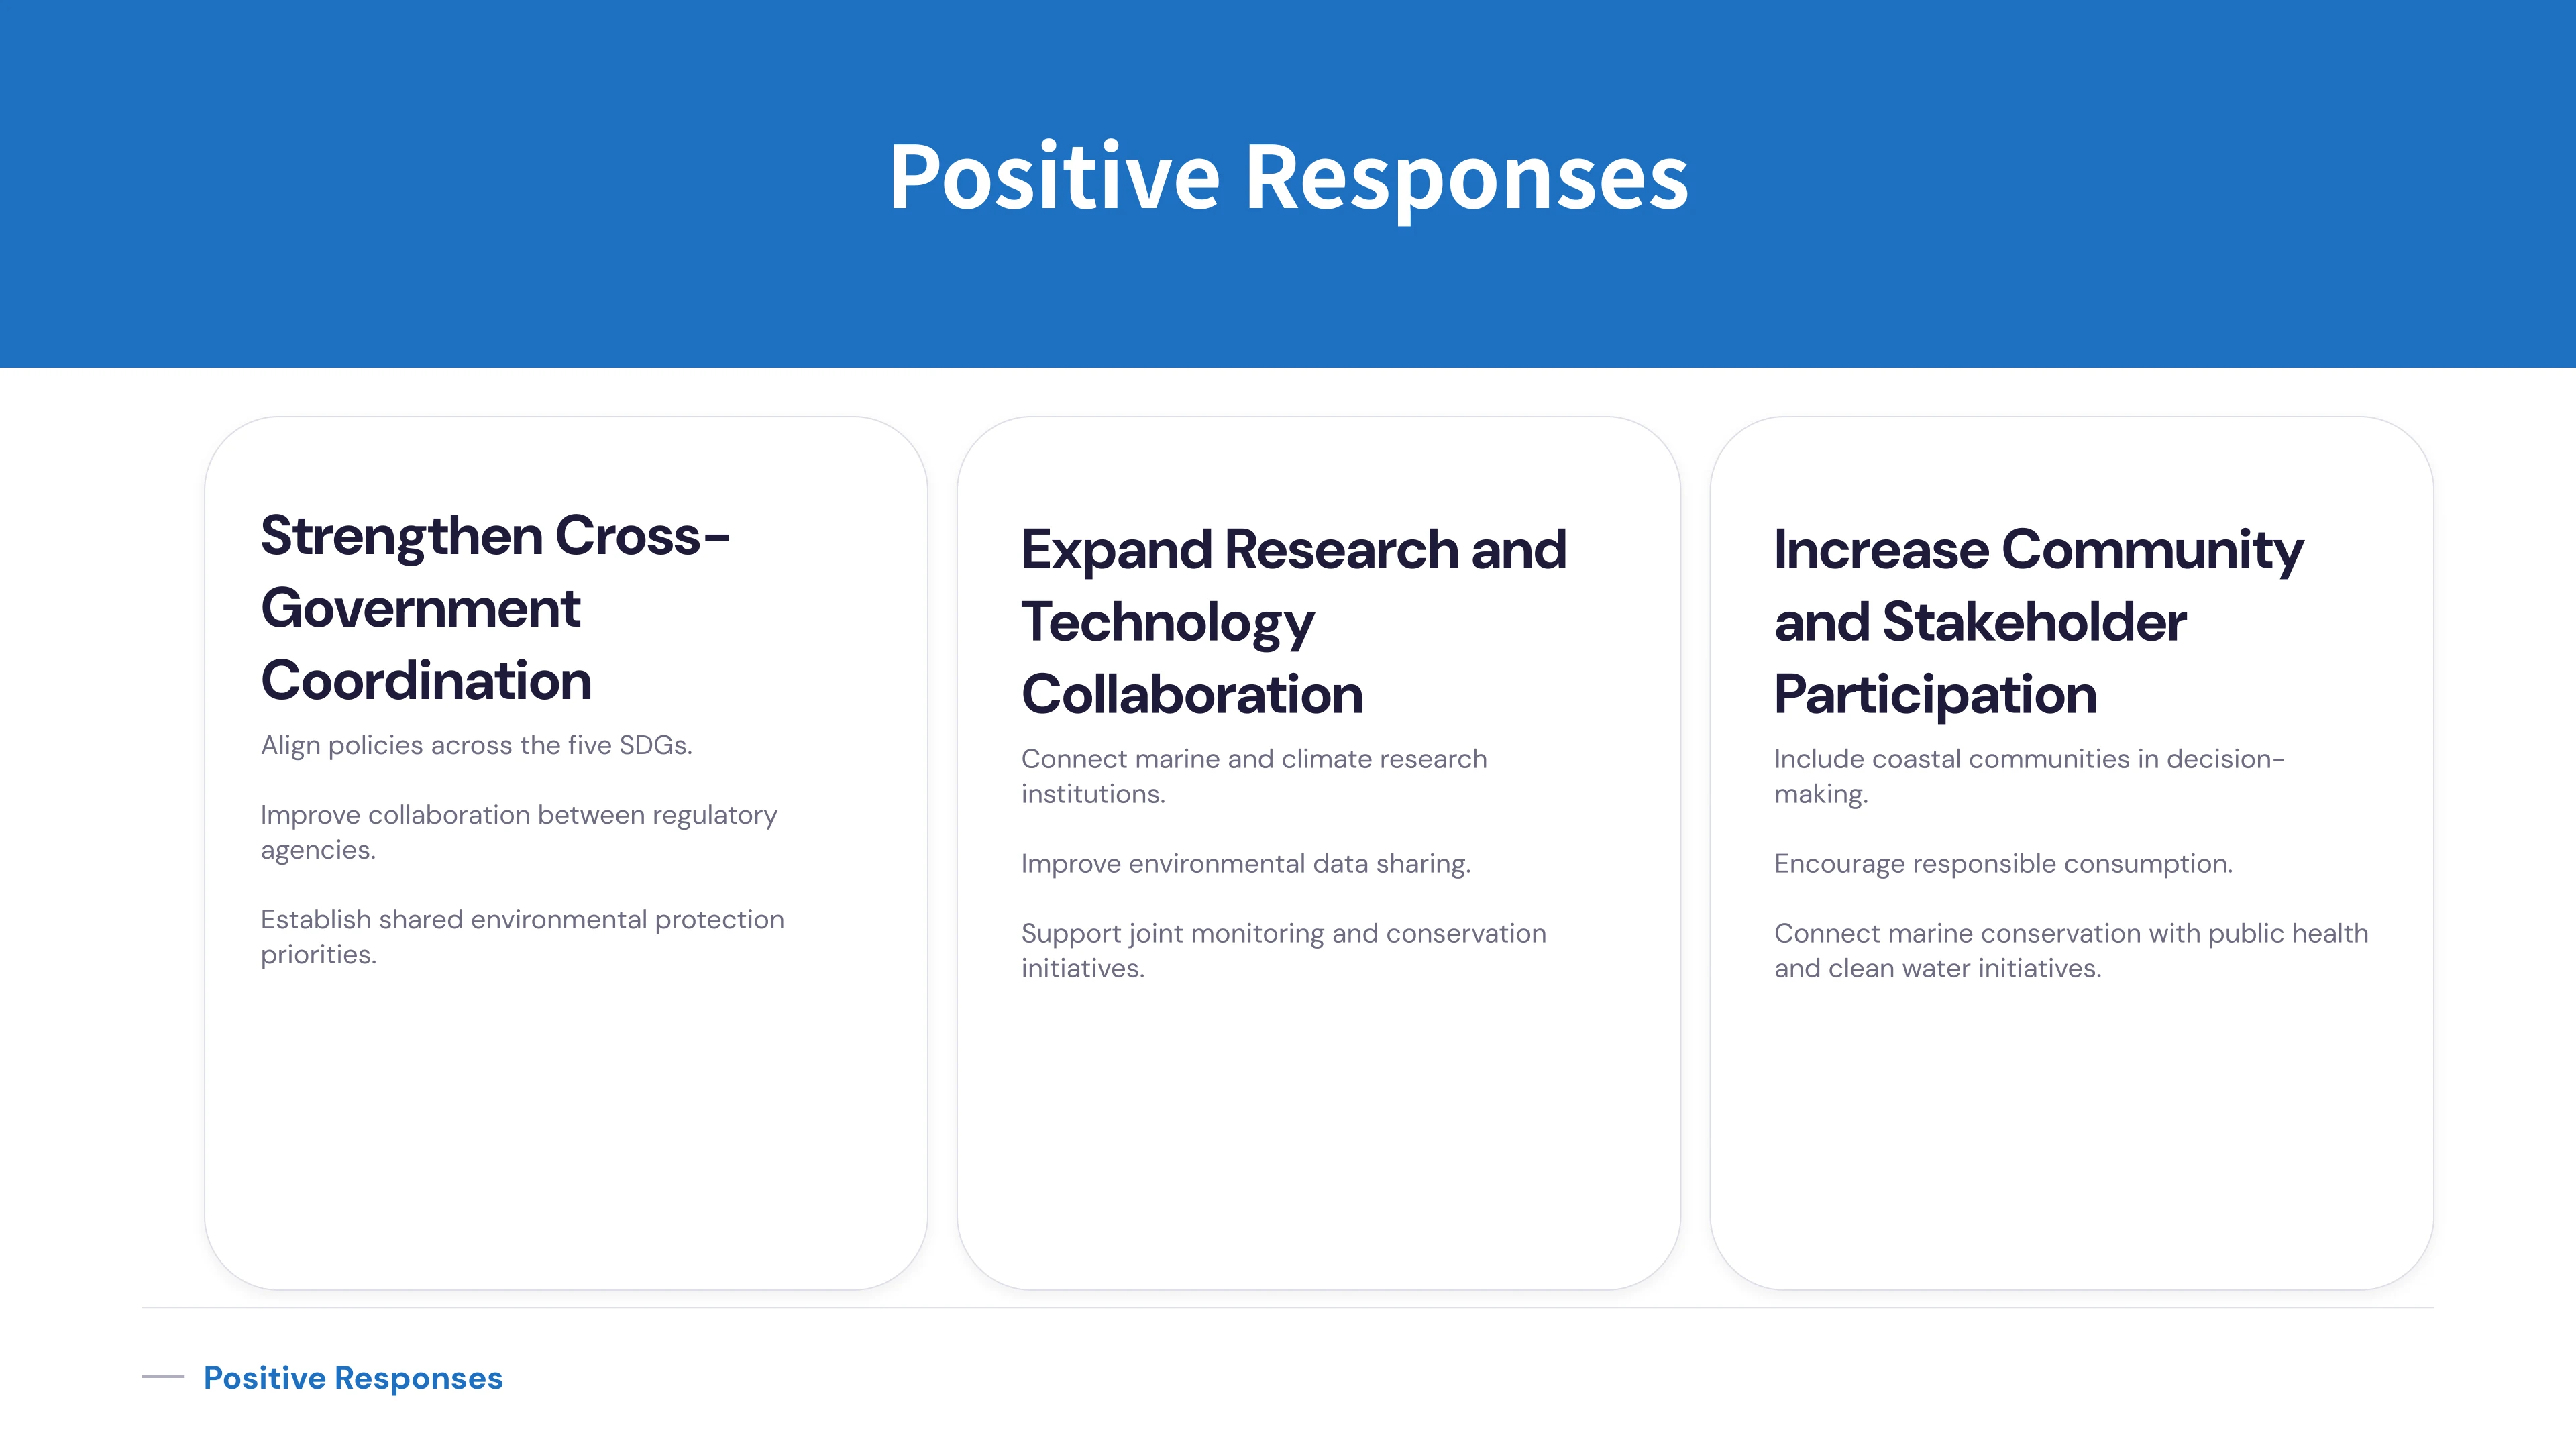 Positive Responses
Strengthen Cross-
Government
Coordination
Align policies across the five SDGs.
Improve collaboration between regulatory
agencies.
Establish shared environmental protection
priorities.
Expand Research and
Technology
Collaboration
Connect marine and climate research
institutions.
Improve environmental data sharing.
Support joint monitoring and conservation
initiatives.
Increase Community
and Stakeholder
Participation
Include coastal communities in decision-
making.
Encourage responsible consumption.
Connect marine conservation with public health
and clean water initiatives.
Positive Responses